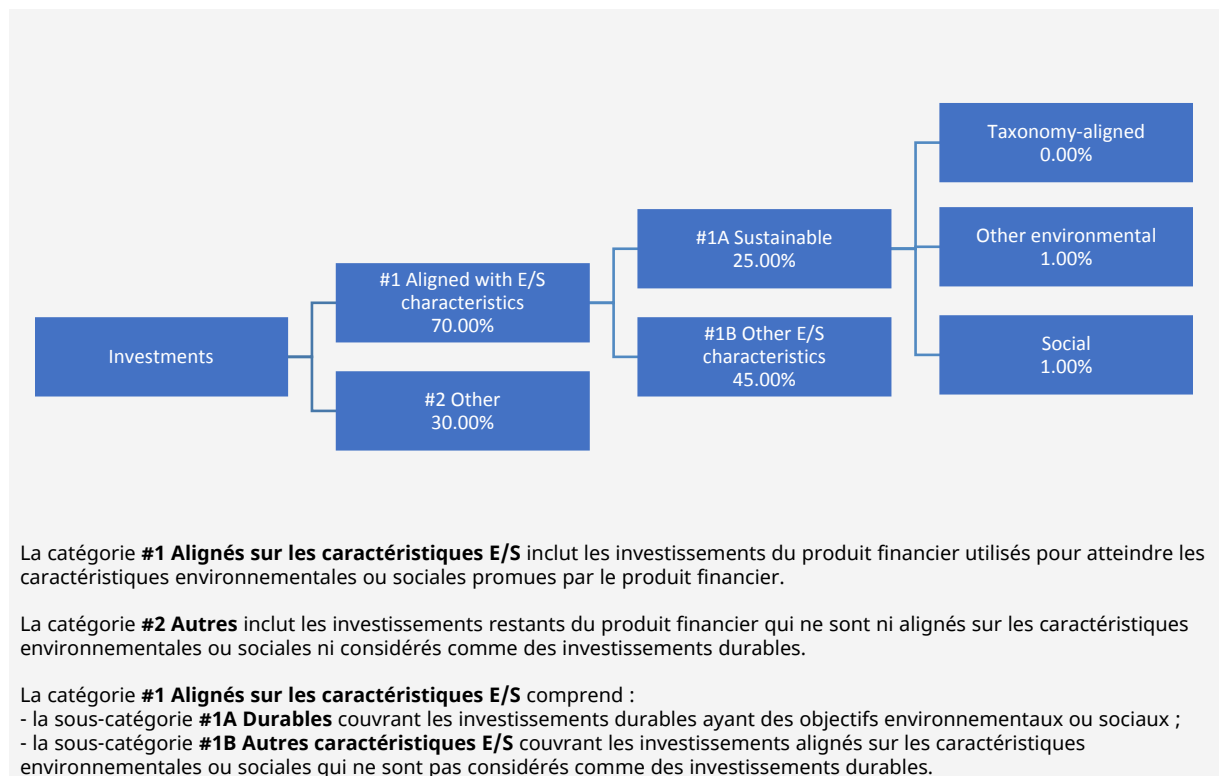 Investments
#1 Aligned with E/S
characteristics
70.00%
#2 Other
30.00%
#1A Sustainable
25.00%
#1B Other E/S
characteristics
45.00%
Taxonomy-aligned
0.00%
Other environmental
1.00%
Social
1.00%
La catégorie #1 Alignés sur les caractéristiques E/S inclut les investissements du produit financier utilisés pour atteindre les
caractéristiques environnementales ou sociales promues par le produit financier.
La catégorie #2 Autres inclut les investissements restants du produit financier qui ne sont ni alignés sur les caractéristiques
environnementales ou sociales ni considérés comme des investissements durables.
La catégorie #1 Alignés sur les caractéristiques E/S comprend :
- la sous-catégorie #1A Durables couvrant les investissements durables ayant des objectifs environnementaux ou sociaux ;
- la sous-catégorie #1B Autres caractéristiques E/S couvrant les investissements alignés sur les caractéristiques
environnementales ou sociales qui ne sont pas considérés comme des investissements durables.